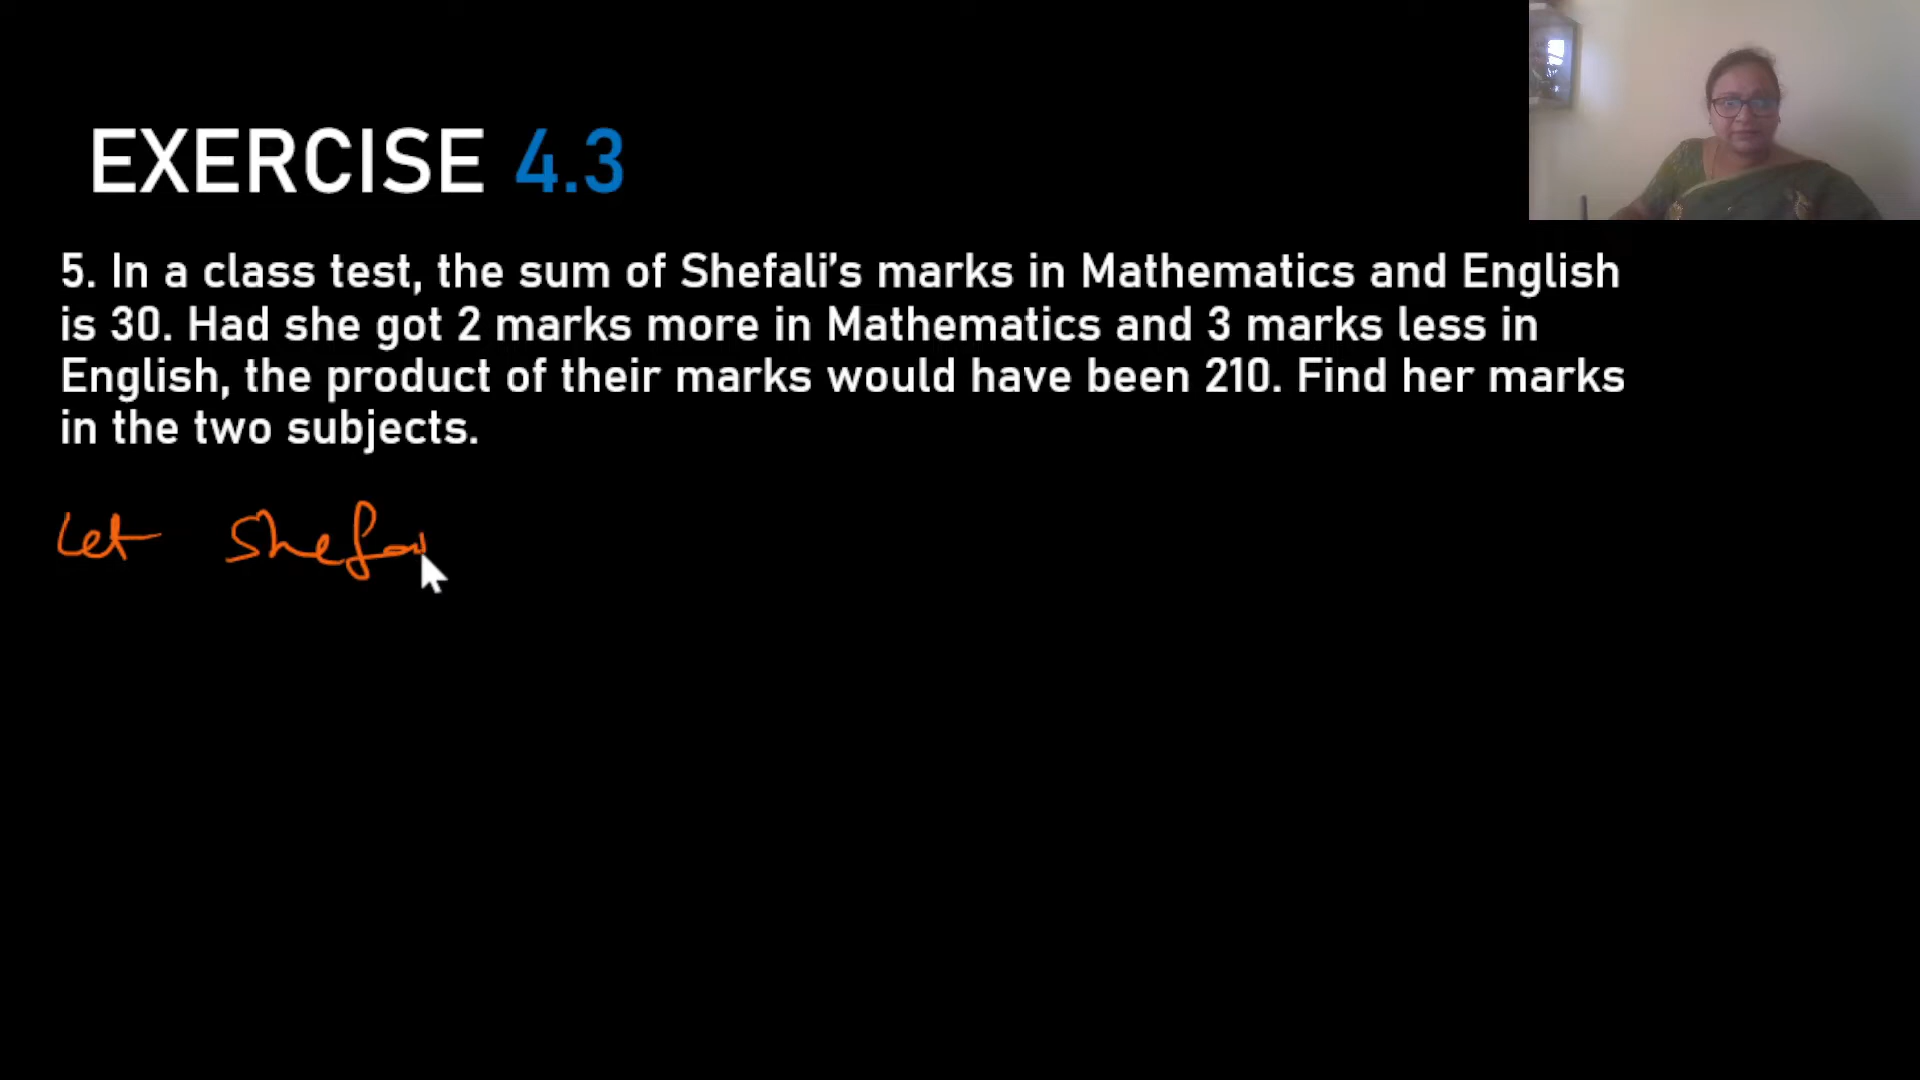 EXERCISE 4.3
5. In a class test, the sum of Shefali's marks in Mathematics and English
is 30. Had she got 2 marks more in Mathematics and 3 marks less in
English, the product of their marks would have been 210. Find her marks
in the two subjects.
Let Shefa